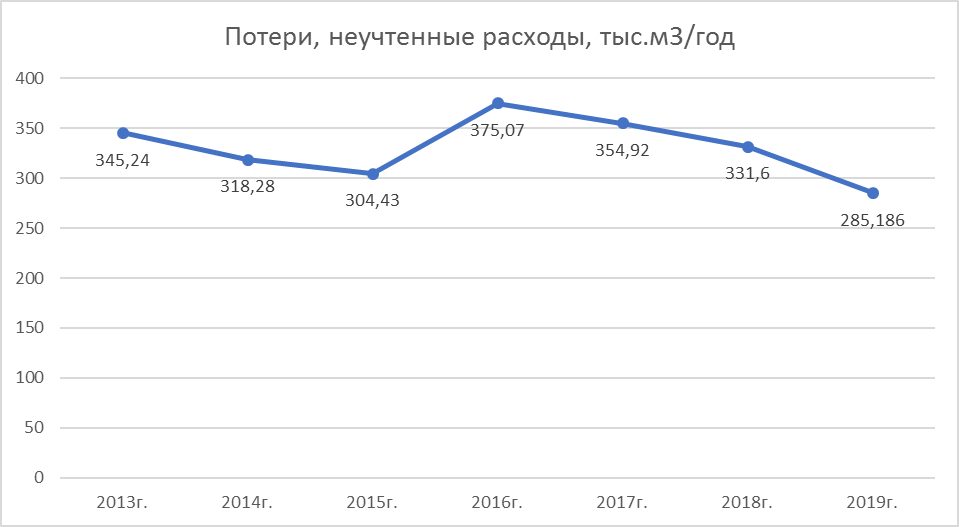 Потери, неучтенные расходы, тыс.м3/год
400
350
300
250
200
150
100
50
0
345,24
318,28
304,43
375,07
354,92
331,6
285,186
2013г.
2014г.
2015г.
2016г.
2017г.
2018г.
2019г.